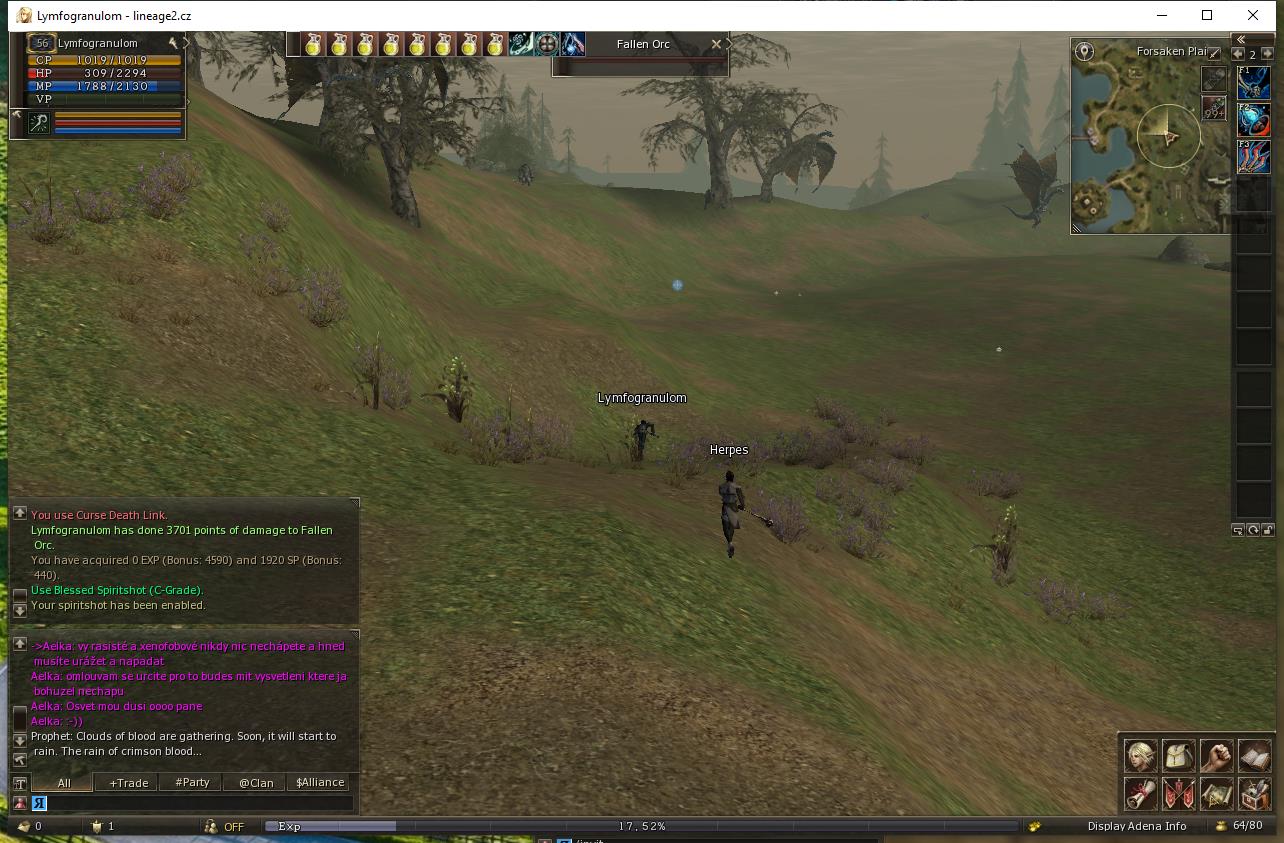 Lymfogranulom - lineage2.cz
56 Lymfogranulom
CP 1019/1019
HP 309/2294
MP 1788/2130
VP
Fallen Orc
Forsaken Plai
2
F1
F2
F3
99+
Lymfogranulom
Herpes
You use Curse Death Link.
Lymfogranulom has done 3701 points of damage to Fallen
Orc.
You have acquired 0 EXP (Bonus: 4590) and 1920 SP (Bonus:
440).
Use Blessed Spiritshot (C-Grade).
Your spiritshot has been enabled.
->Aelka: vy rasisté a xenofobové nikdy nic nechápete a hned
musíte urážet a napadat
Aelka: omlouvam se urcite pro to budes mit vysvetleni ktere ja
bohuzel nechapu
Aelka: Osvet mou dusi oooo pane
Aelka: :-))
Prophet: Clouds of blood are gathering. Soon, it will start to
rain. The rain of crimson blood...
All +Trade #Party @Clan $Alliance
Я
0 1 OFF Exp 17,52% Display Adena Info 64/80